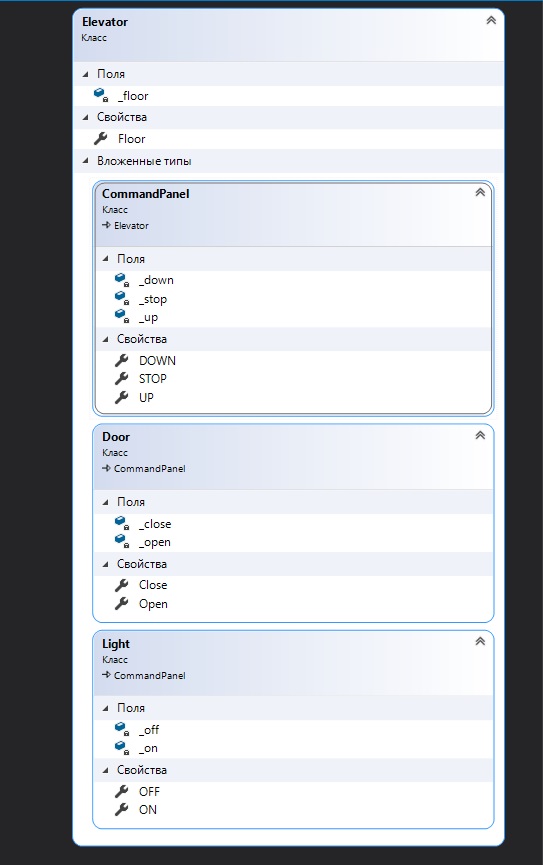 Elevator
Класс
Поля
_floor
Свойства
Floor
Вложенные типы
CommandPanel
Класс
Elevator
Поля
_down
_stop
_up
Свойства
DOWN
STOP
UP
Door
Класс
CommandPanel
Поля
_close
_open
Свойства
Close
Open
Light
Класс
CommandPanel
Поля
_off
_on
Свойства
OFF
ON